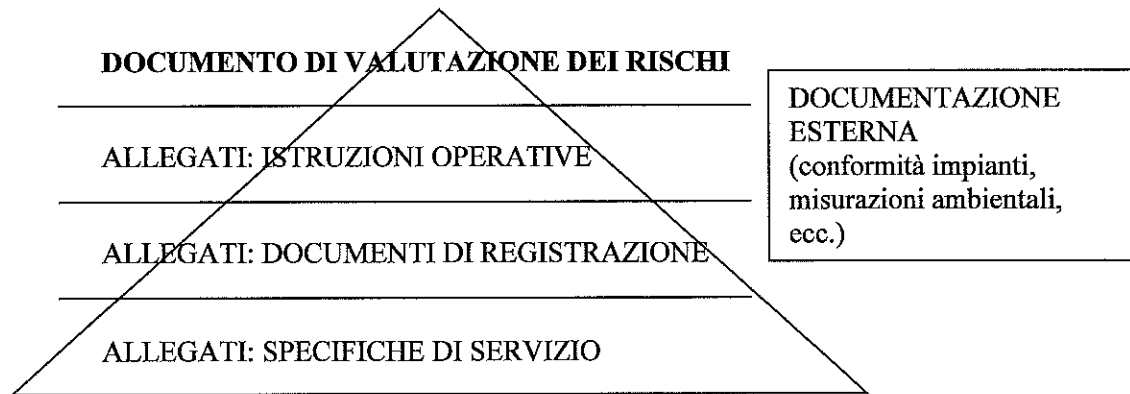 DOCUMENTO DI VALUTAZIONE DEI RISCHI
ALLEGATI: ISTRUZIONI OPERATIVE
ALLEGATI: DOCUMENTI DI REGISTRAZIONE
ALLEGATI: SPECIFICHE DI SERVIZIO
DOCUMENTAZIONE
ESTERNA
(conformità impianti,
misurazioni ambientali,
ecc.)